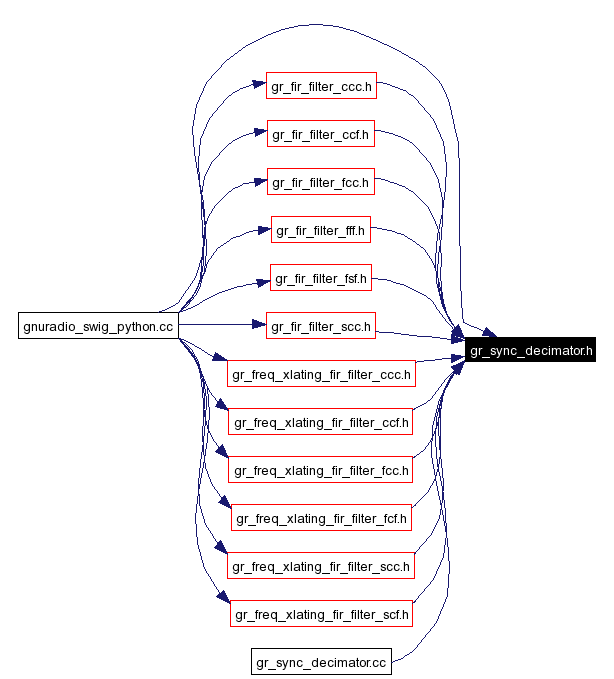 gr_fir_filter_ccc.h
gr_fir_filter_ccf.h
gr_fir_filter_fcc.h
gr_fir_filter_fff.h
gr_fir_filter_fsf.h
gnuradio_swig_python.cc
gr_fir_filter_scc.h
gr_sync_decimator.h
gr_freq_xlating_fir_filter_ccc.h
gr_freq_xlating_fir_filter_ccf.h
gr_freq_xlating_fir_filter_fcc.h
gr_freq_xlating_fir_filter_fcf.h
gr_freq_xlating_fir_filter_scc.h
gr_freq_xlating_fir_filter_scf.h
gr_sync_decimator.cc